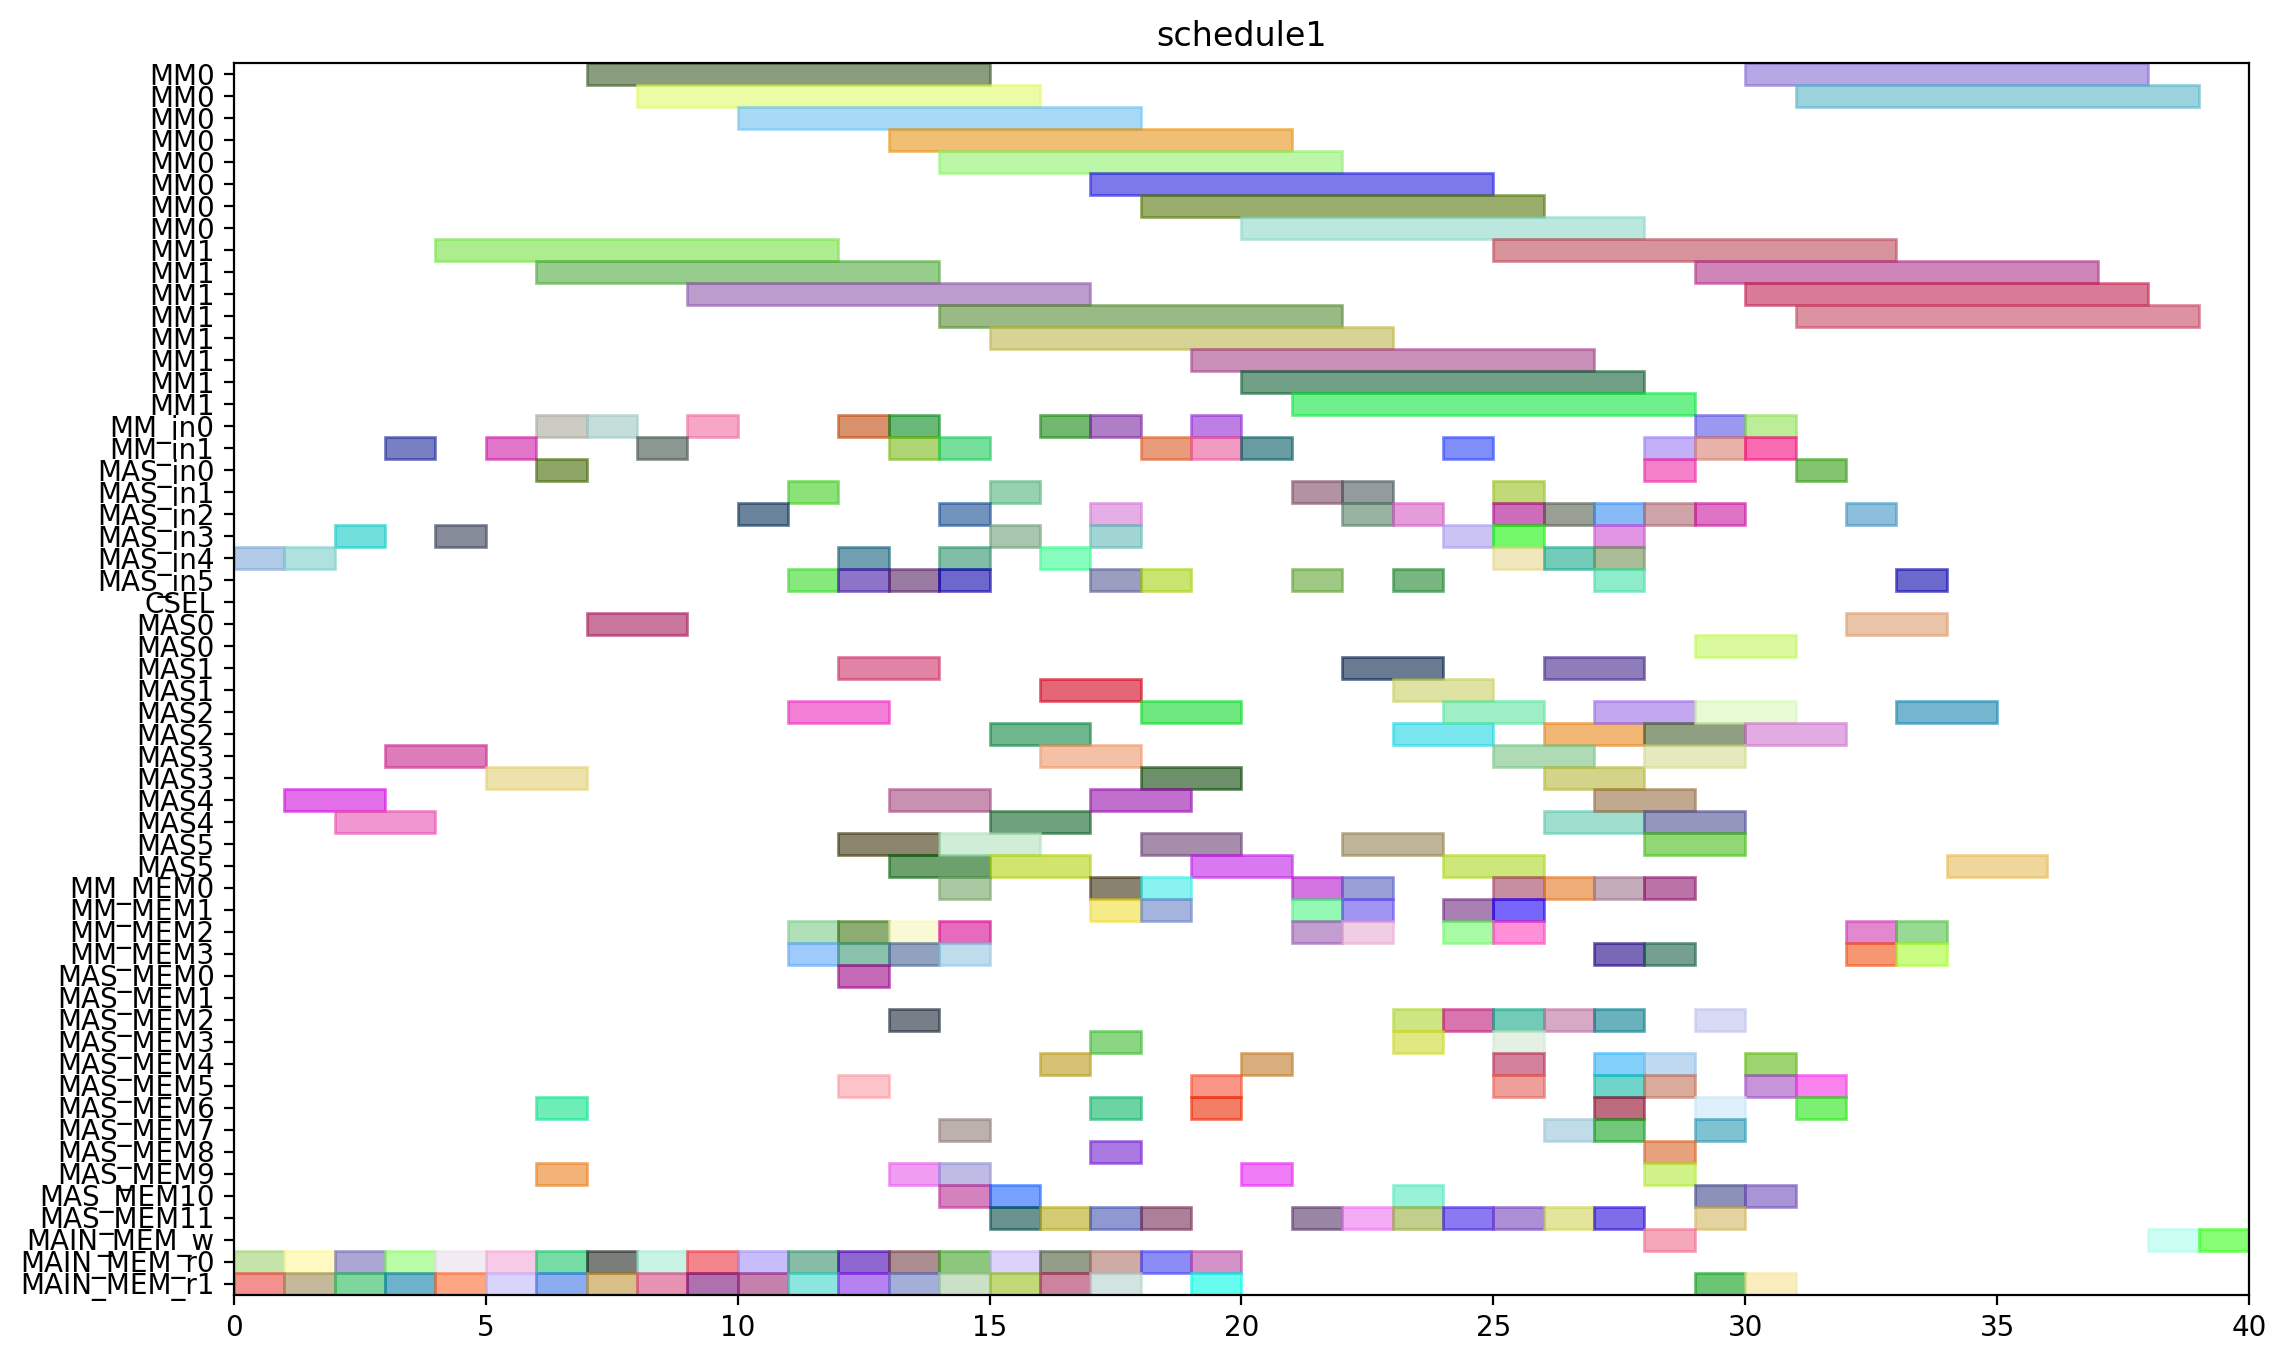 schedule1
MM0
MM0
MM0
MM0
MM0
MM0
MM0
MM0
MM1
MM1
MM1
MM1
MM1
MM1
MM1
MM1
MM_in0
MM_in1
MAS_in0
MAS_in1
MAS_in2
MAS_in3
MAS_in4
MAS_in5
CSEL
MAS0
MAS0
MAS1
MAS1
MAS2
MAS2
MAS3
MAS3
MAS4
MAS4
MAS5
MAS5
MM_MEM0
MM_MEM1
MM_MEM2
MM_MEM3
MAS_MEM0
MAS_MEM1
MAS_MEM2
MAS_MEM3
MAS_MEM4
MAS_MEM5
MAS_MEM6
MAS_MEM7
MAS_MEM8
MAS_MEM9
MAS_MEM10
MAS_MEM11
MAIN_MEM_w
MAIN_MEM_r0
MAIN_MEM_r1
0 5 10 15 20 25 30 35 40